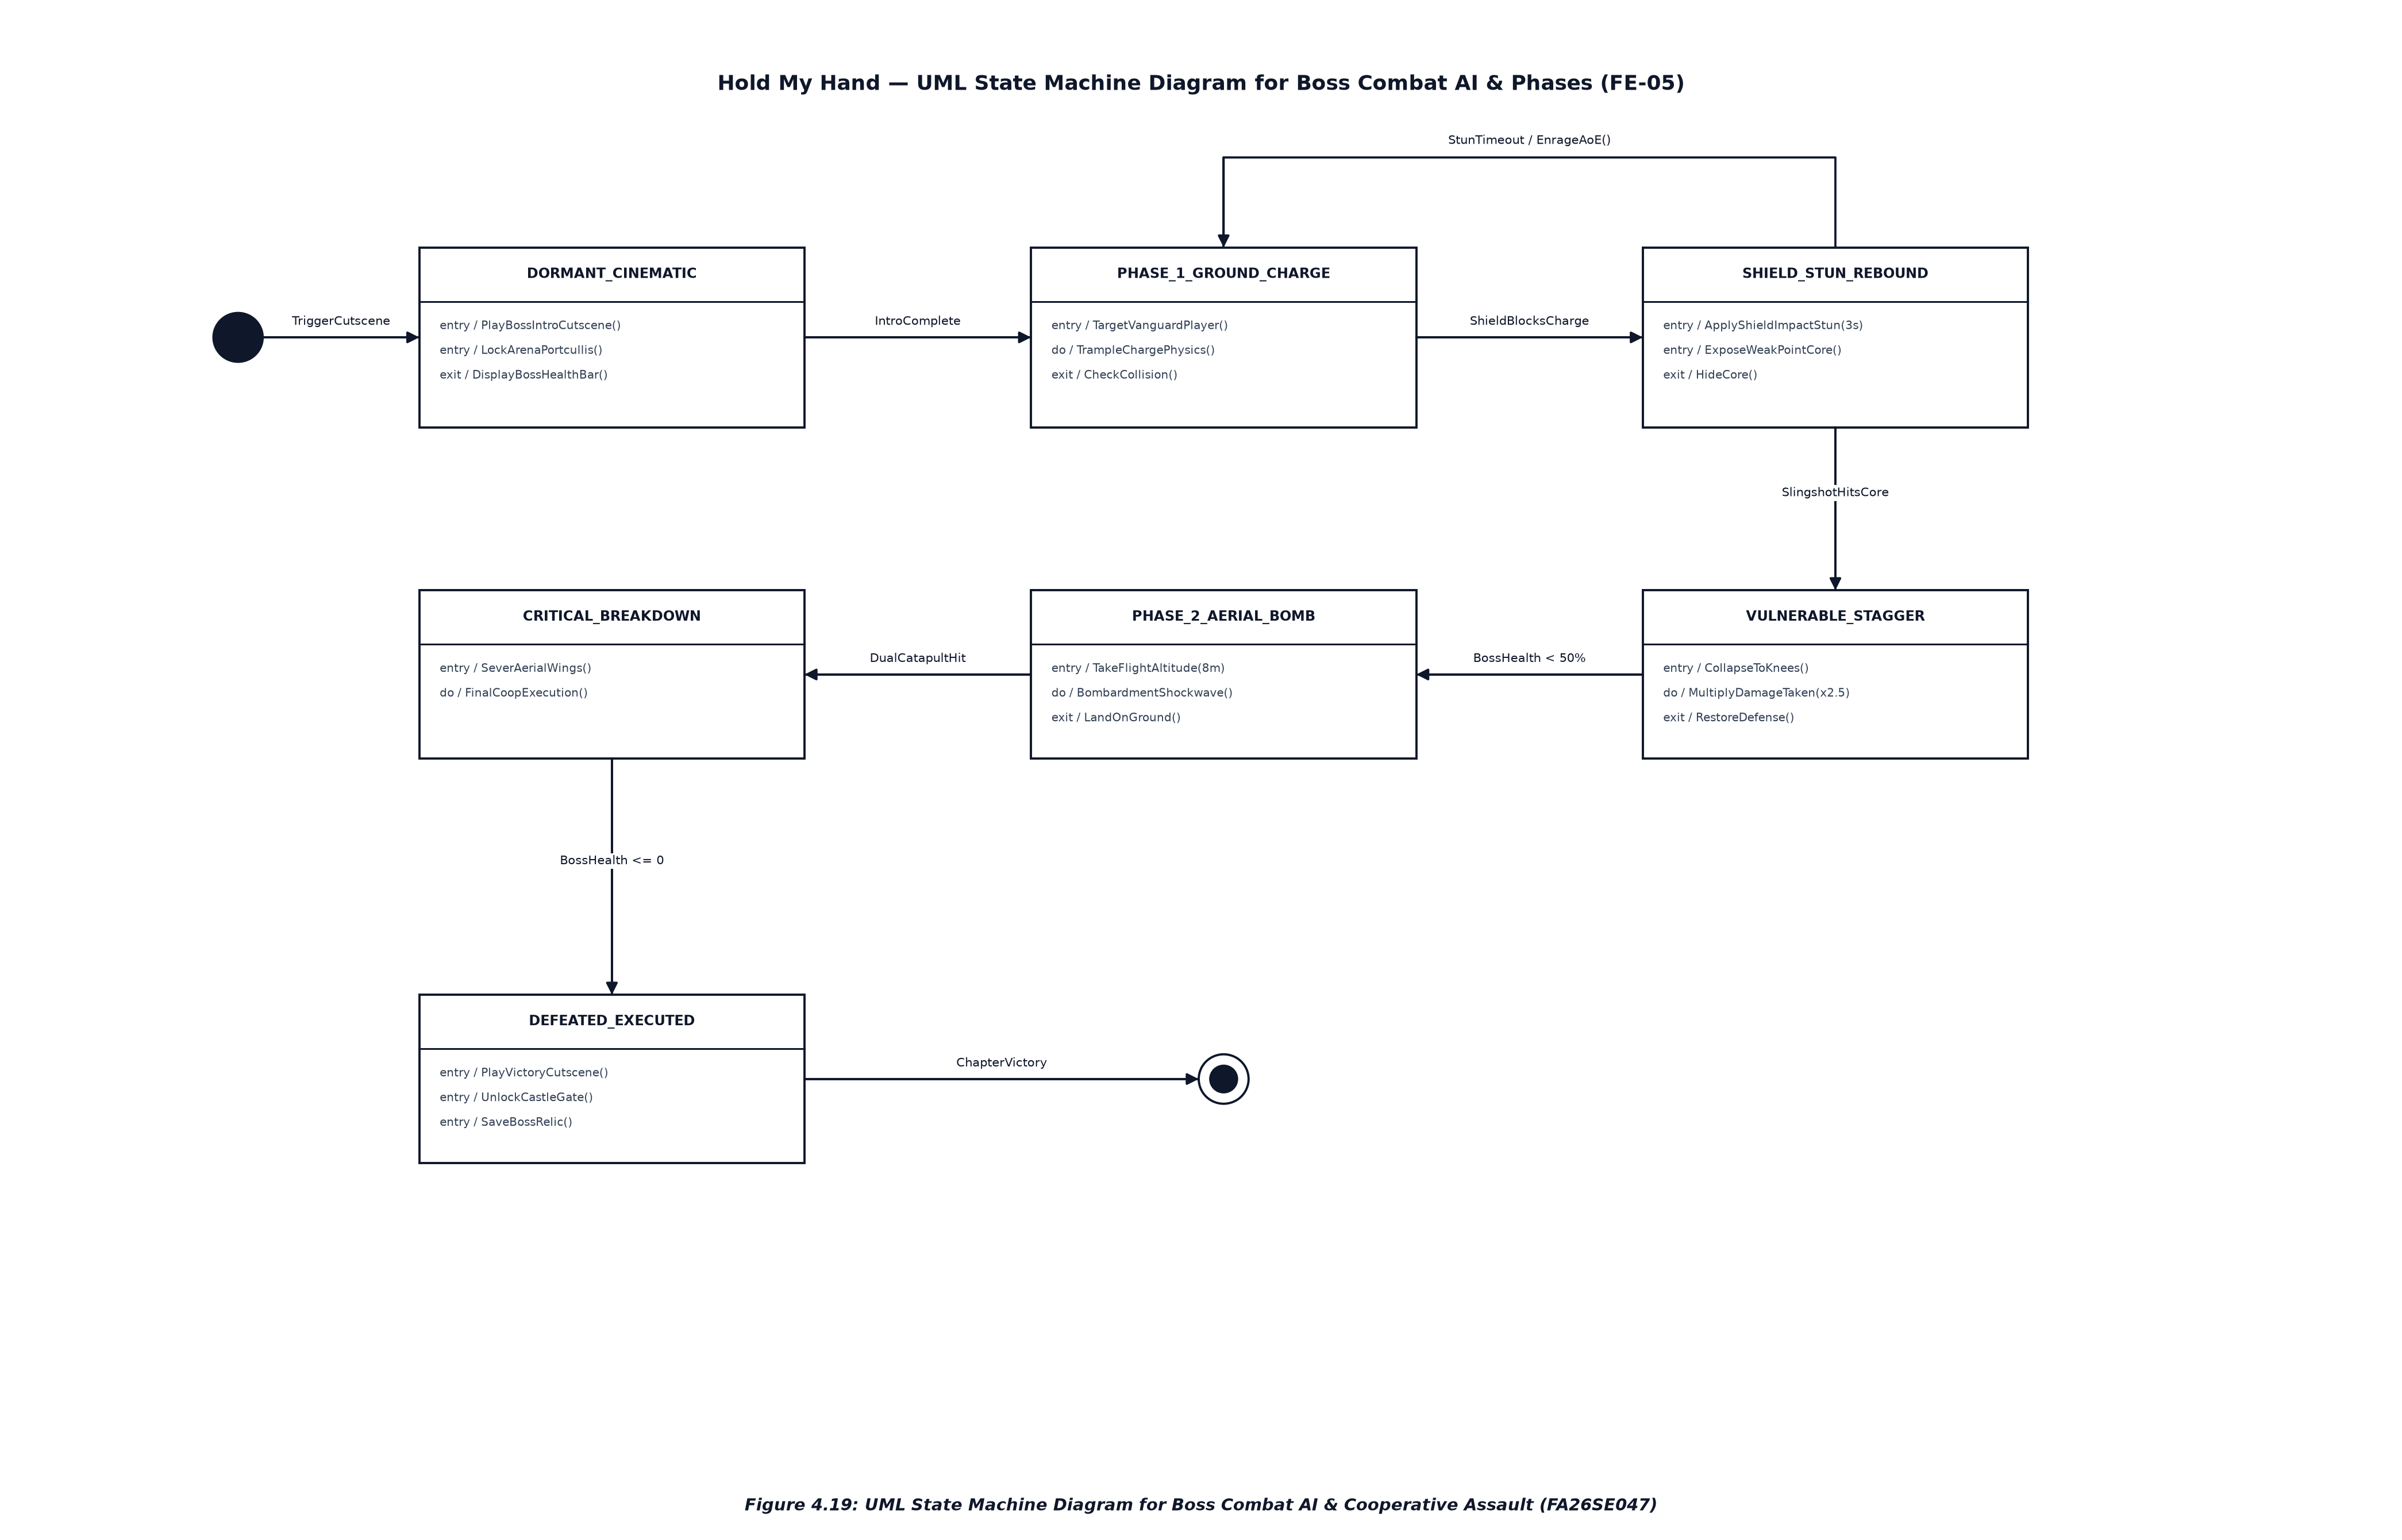 Hold My Hand — UML State Machine Diagram for Boss Combat AI & Phases (FE-05)
StunTimeout / EnrageAoE()
TriggerCutscene
DORMANT_CINEMATIC
entry / PlayBossIntroCutscene()
entry / LockArenaPortcullis()
exit / DisplayBossHealthBar()
IntroComplete
PHASE_1_GROUND_CHARGE
entry / TargetVanguardPlayer()
do / TrampleChargePhysics()
exit / CheckCollision()
ShieldBlocksCharge
SHIELD_STUN_REBOUND
entry / ApplyShieldImpactStun(3s)
entry / ExposeWeakPointCore()
exit / HideCore()
SlingshotHitsCore
CRITICAL_BREAKDOWN
entry / SeverAerialWings()
do / FinalCoopExecution()
DualCatapultHit
PHASE_2_AERIAL_BOMB
entry / TakeFlightAltitude(8m)
do / BombardmentShockwave()
exit / LandOnGround()
BossHealth < 50%
VULNERABLE_STAGGER
entry / CollapseToKnees()
do / MultiplyDamageTaken(x2.5)
exit / RestoreDefense()
BossHealth <= 0
DEFEATED_EXECUTED
entry / PlayVictoryCutscene()
entry / UnlockCastleGate()
entry / SaveBossRelic()
ChapterVictory
Figure 4.19: UML State Machine Diagram for Boss Combat AI & Cooperative Assault (FA26SE047)